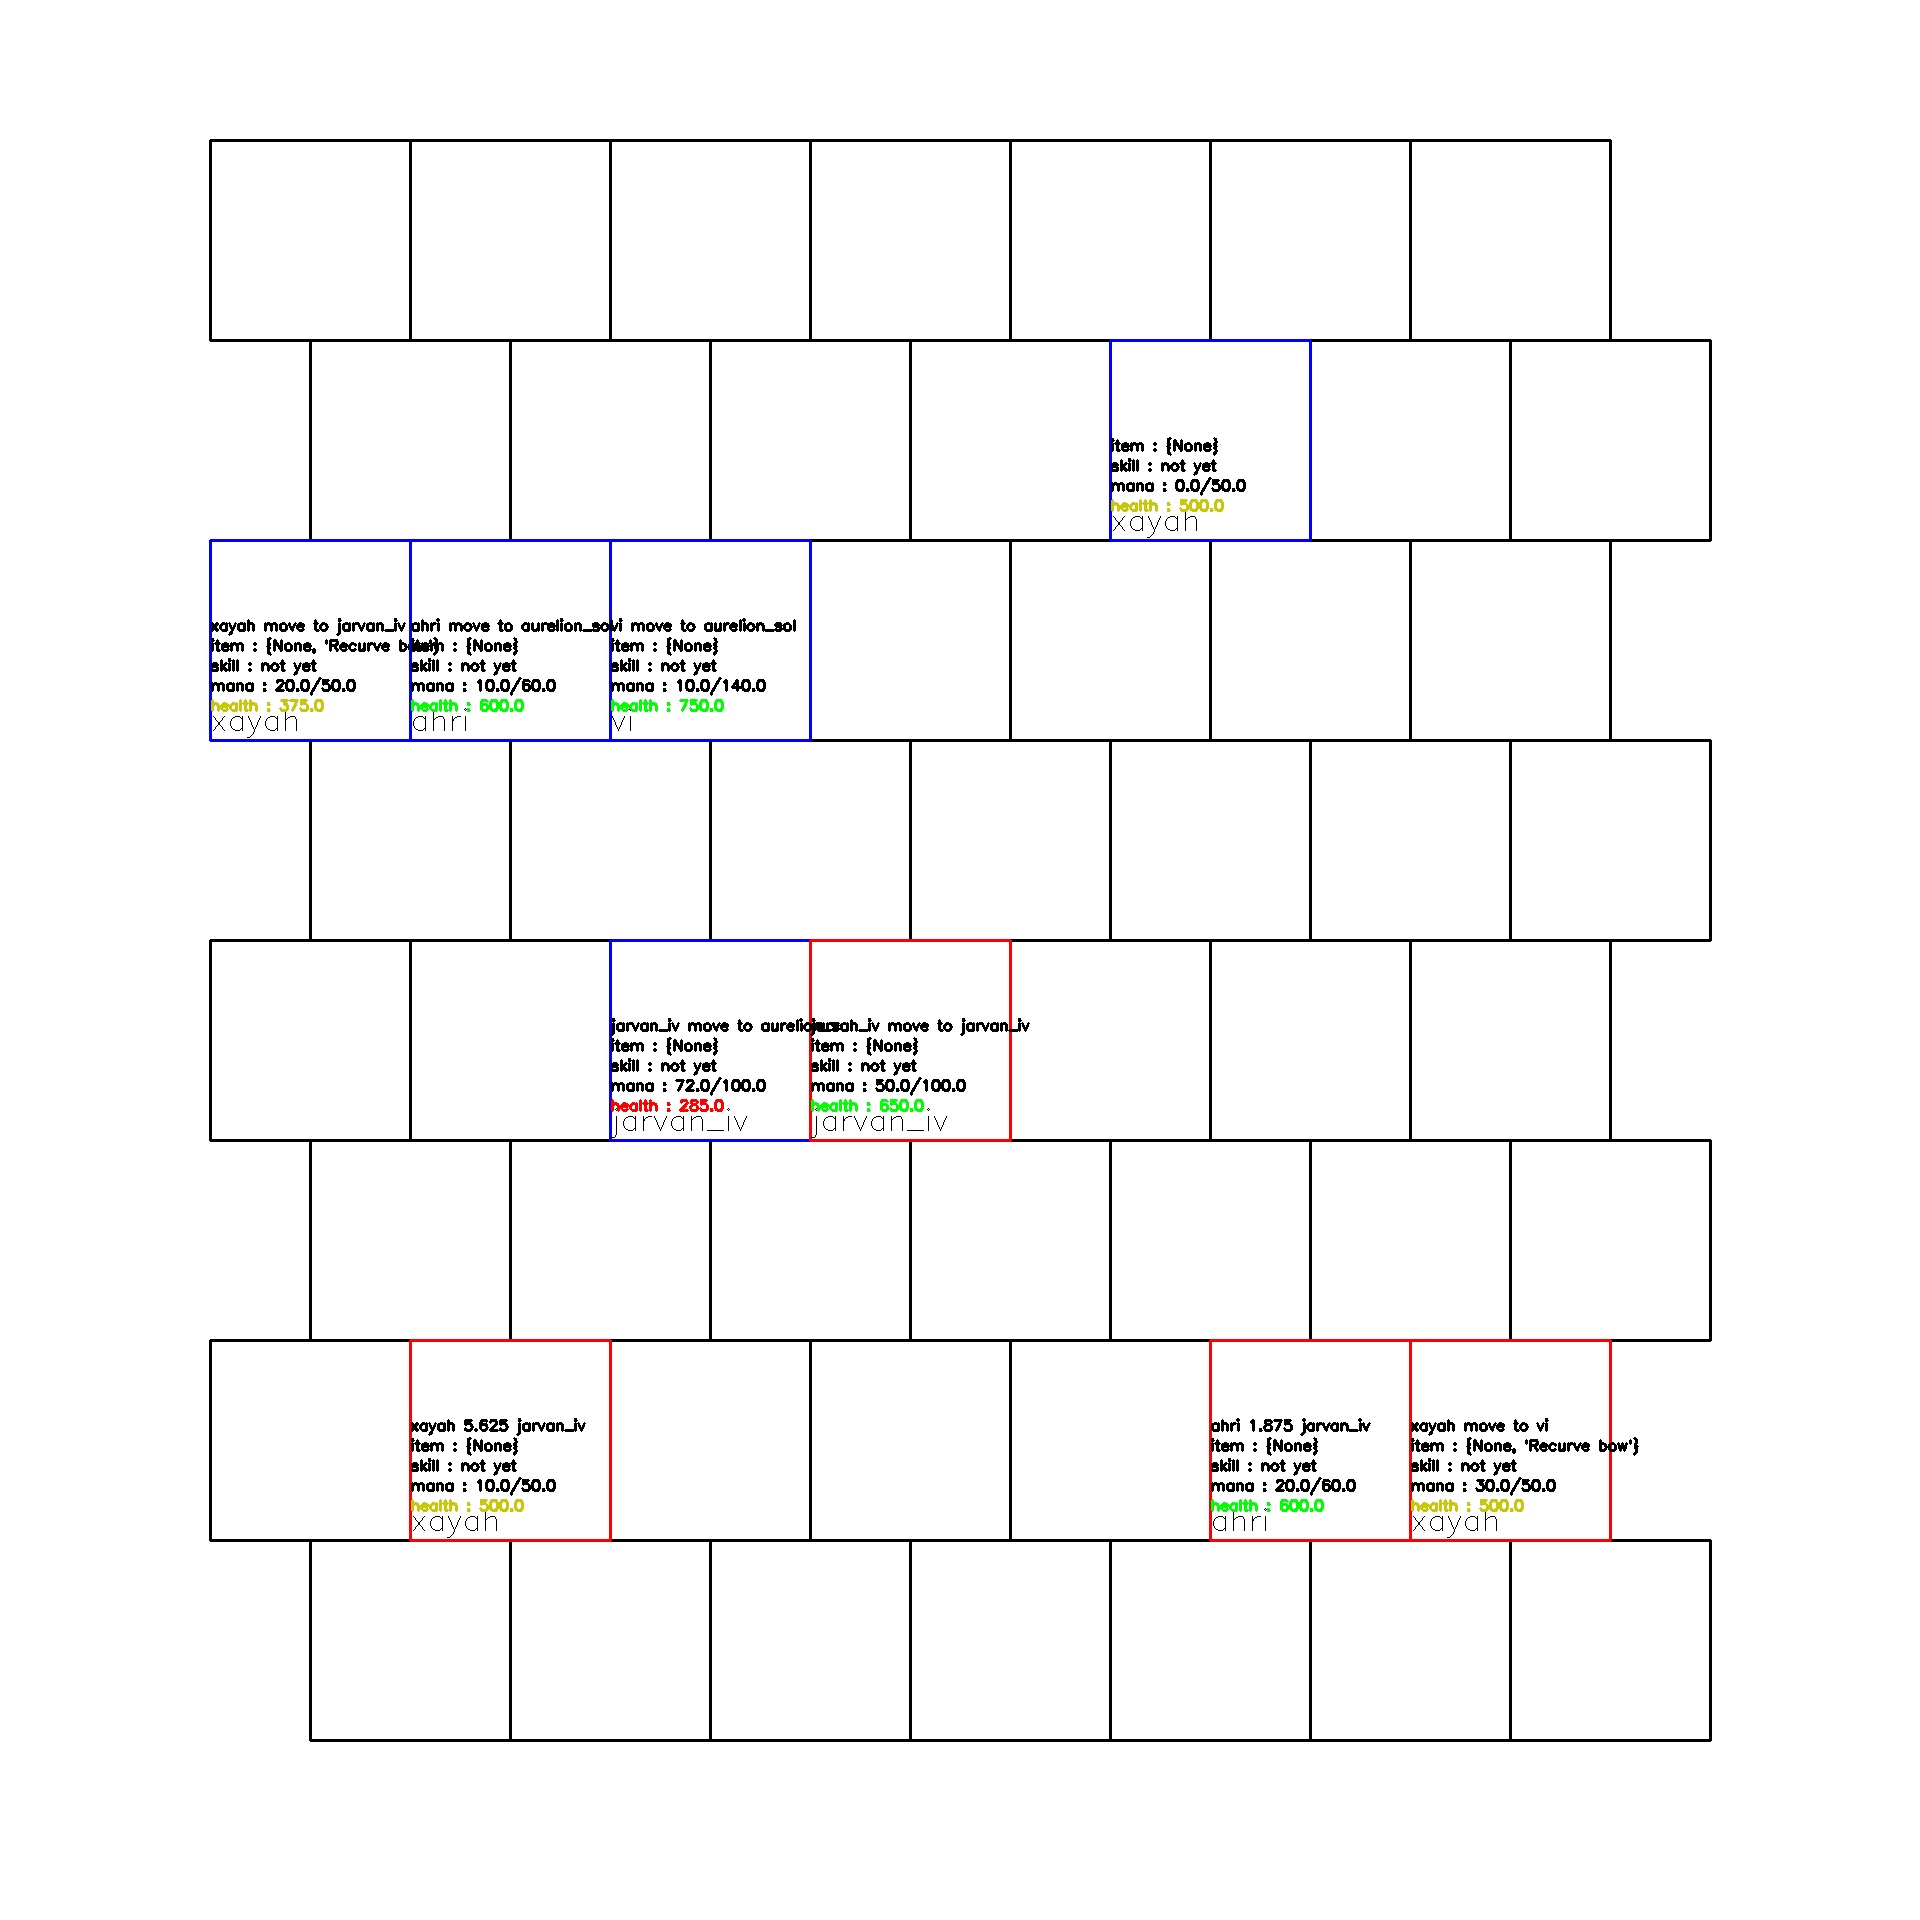 item : {None}
skill : not yet
mana : 0.0/50.0
health : 500.0
xayah
xayah move to jarvan_iv
item : {None, 'Recurve
skill : not yet
mana : 20.0/50.0
health : 375.0
xayah
ahri move to aurelion_sol
item : {None}
skill : not yet
mana : 10.0/60.0
health : 600.0
ahri
vi move to aurelion_sol
item : {None}
skill : not yet
mana : 10.0/140.0
health : 750.0
vi
jarvan_iv move to
item : {None}
skill : not yet
mana : 72.0/100.0
health : 285.0
jarvan_iv
move to jarvan_iv
item : {None}
skill : not yet
mana : 50.0/100.0
health : 650.0
jarvan_iv
xayah 5.625 jarvan_iv
item : {None}
skill : not yet
mana : 10.0/50.0
health : 500.0
xayah
ahri 1.875 jarvan_iv
item : {None}
skill : not yet
mana : 20.0/60.0
health : 600.0
ahri
xayah move to vi
item : {None, 'Recurve bow'}
skill : not yet
mana : 30.0/50.0
health : 500.0
xayah